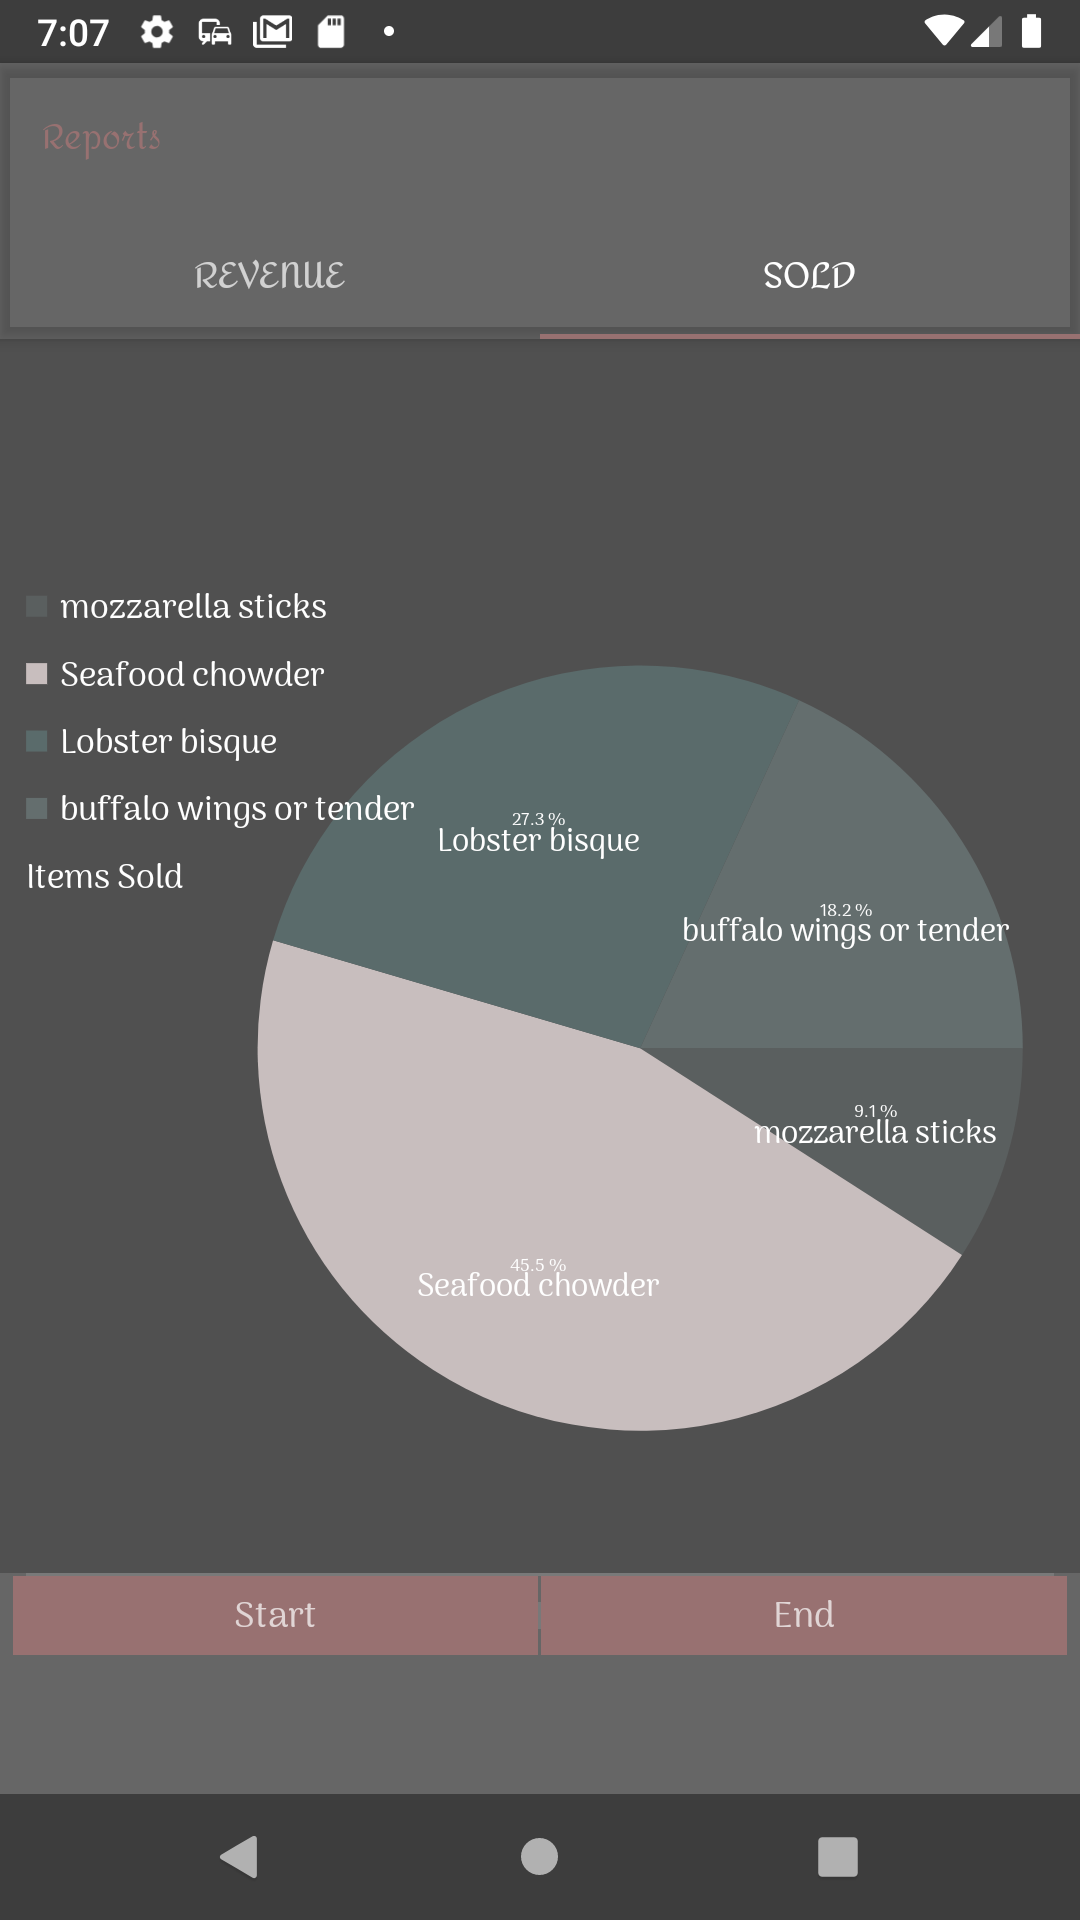 7:07
Reports
REVENUE
SOLD
mozzarella sticks
Seafood chowder
Lobster bisque
buffalo wings or tender
Items Sold
27.3 %
Lobster bisque
18.2 %
buffalo wings or tender
9.1 %
mozzarella sticks
45.5 %
Seafood chowder
Start
End